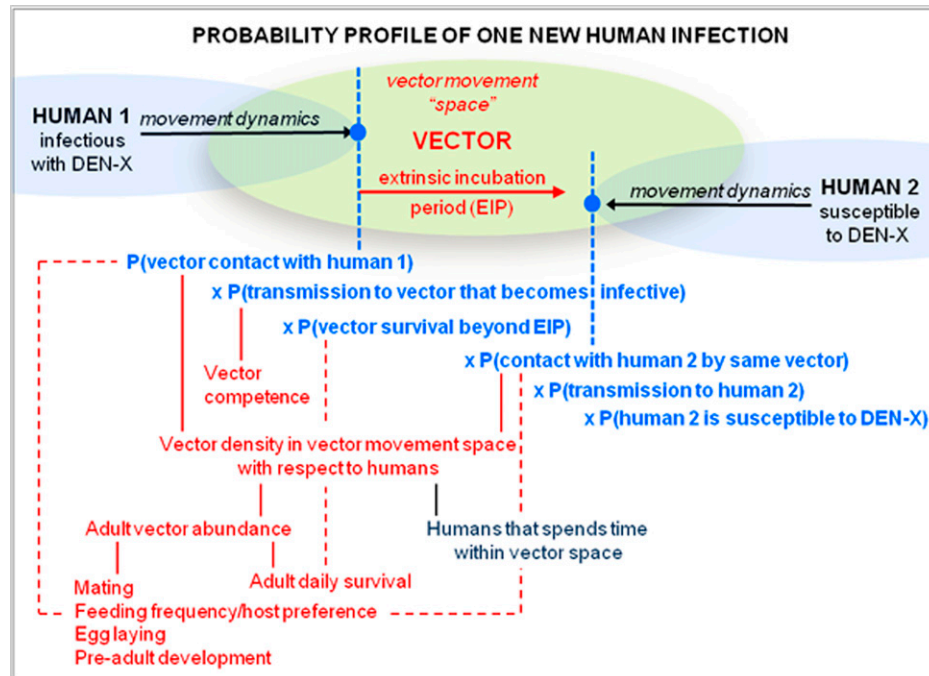 PROBABILITY PROFILE OF ONE NEW HUMAN INFECTION
vector movement
"space"
HUMAN 1
infectious
with DEN-X
movement dynamics
VECTOR
extrinsic incubation
period (EIP)
movement dynamics
HUMAN 2
susceptible
to DEN-X
P(vector contact with human 1)
x P(transmission to vector that becomes infective)
x P(vector survival beyond EIP)
x P(contact with human 2 by same vector)
x P(transmission to human 2)
x P(human 2 is susceptible to DEN-X)
Vector
competence
Vector density in vector movement space
with respect to humans
Adult vector abundance
Humans that spends time
within vector space
Adult daily survival
Mating
Feeding frequency/host preference
Egg laying
Pre-adult development